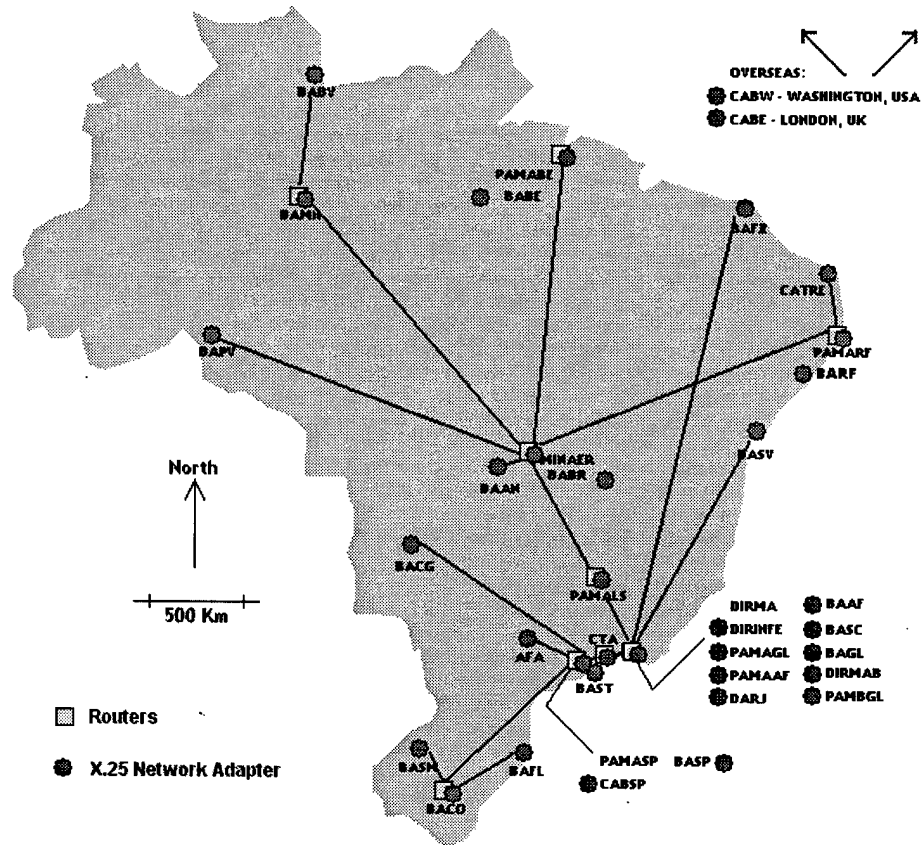 OVERSEAS:
CABW - WASHINGTON, USA
CABE - LONDON, UK
BABV
PAMABE
BABE
BAMN
BAFZ
CATRE
BAPV
PAMARF
BARF
BASV
North
MINAER
BABR
BAAN
BACG
500 Km
PAMALS
DIRMA
BAAF
DIRINFE
BASC
CTA
AFA
PAMAGL
BAGL
BAST
PAMAAF
DIRMAB
DARJ
PAMBGL
Routers
X.25 Network Adapter
BASM
BAFL
PAMASP
BASP
CABSP
BACO